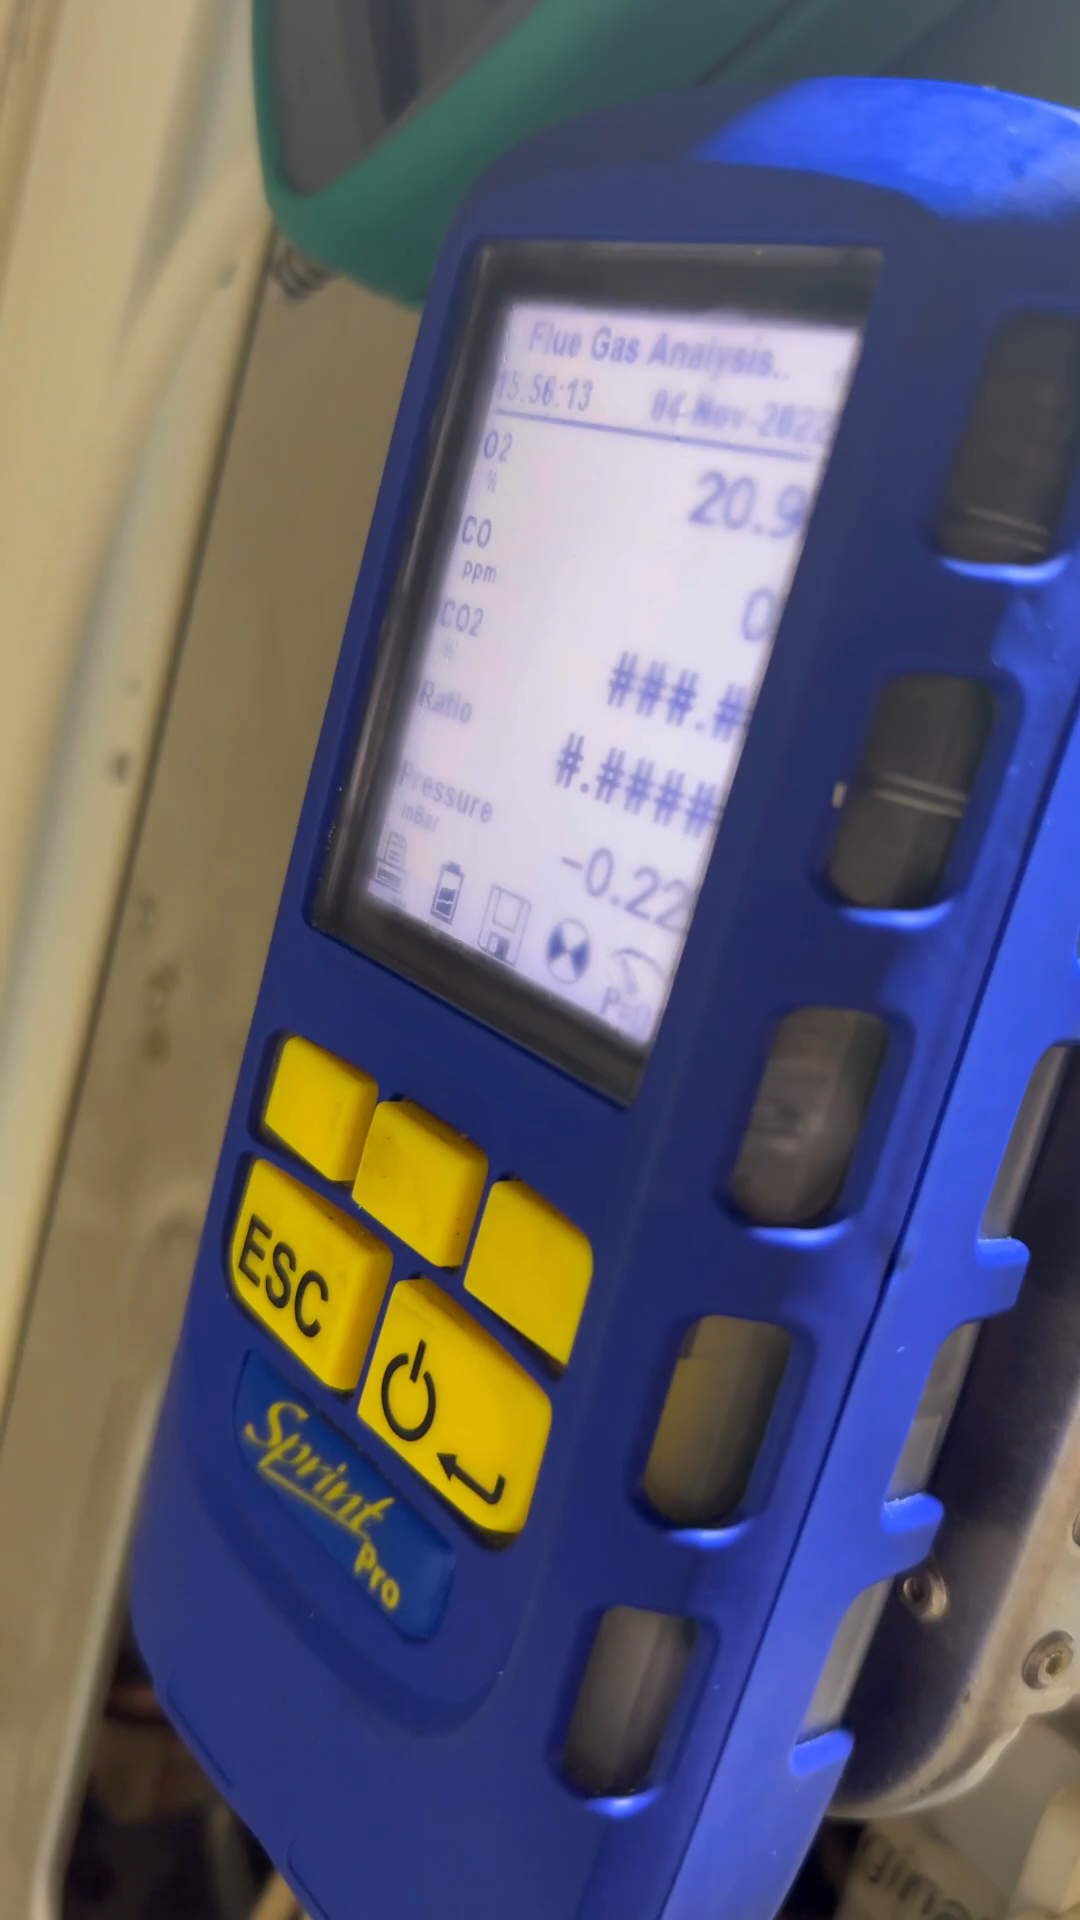 Flue Gas Analysis..
15:56:13 04-Nov-2022
O2 20.9
%
CO 0
ppm
CO2 ###.#
%
Ratio #.####
Pressure -0.22
mBar
ESC
Sprint
Pro